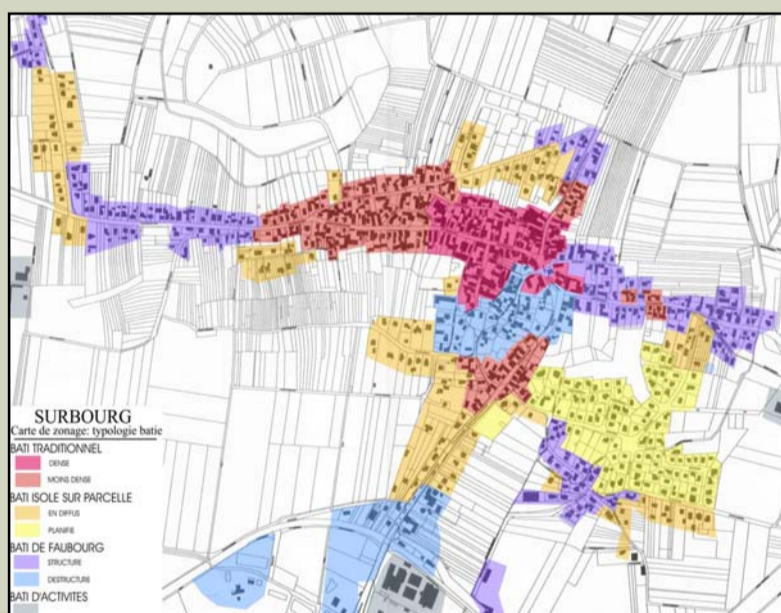 SURBOURG
Carte de zonage: typologie batie
BATI TRADITIONNEL
DENSE
MOINS DENSE
BATI ISOLE SUR PARCELLE
EN DIFFUS
PLANIFIE
BATI DE FAUBOURG
STRUCTURE
DESTRUCTURE
BATI D'ACTIVITES